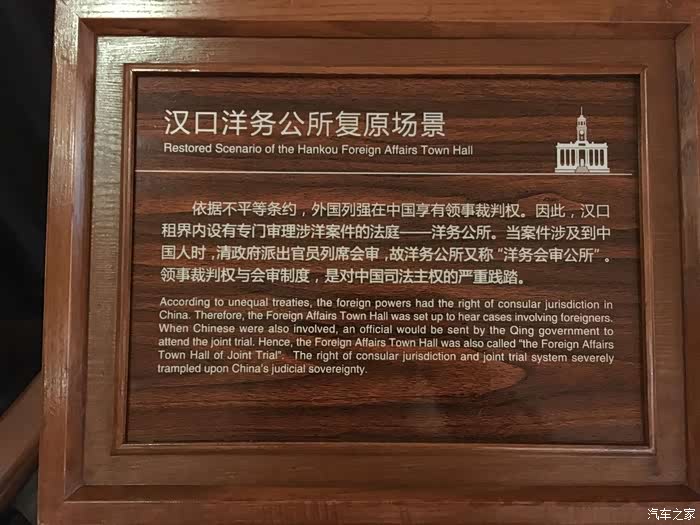 汉口洋务公所复原场景
Restored Scenario of the Hankou Foreign Affairs Town Hall
依据不平等条约，外国列强在中国享有领事裁判权。因此，汉口
租界内设有专门审理涉洋案件的法庭——洋务公所。当案件涉及到中
国人时，清政府派出官员列席会审，故洋务公所又称“洋务会审公所”。
领事裁判权与会审制度，是对中国司法主权的严重践踏。
According to unequal treaties, the foreign powers had the right of consular jurisdiction in
China. Therefore, the Foreign Affairs Town Hall was set up to hear cases involving foreigners.
When Chinese were also involved, an official would be sent by the Qing government to
attend the joint trial. Hence, the Foreign Affairs Town Hall was also called “the Foreign Affairs
Town Hall of Joint Trial”. The right of consular jurisdiction and joint trial system severely
trampled upon China's judicial sovereignty.
汽车之家